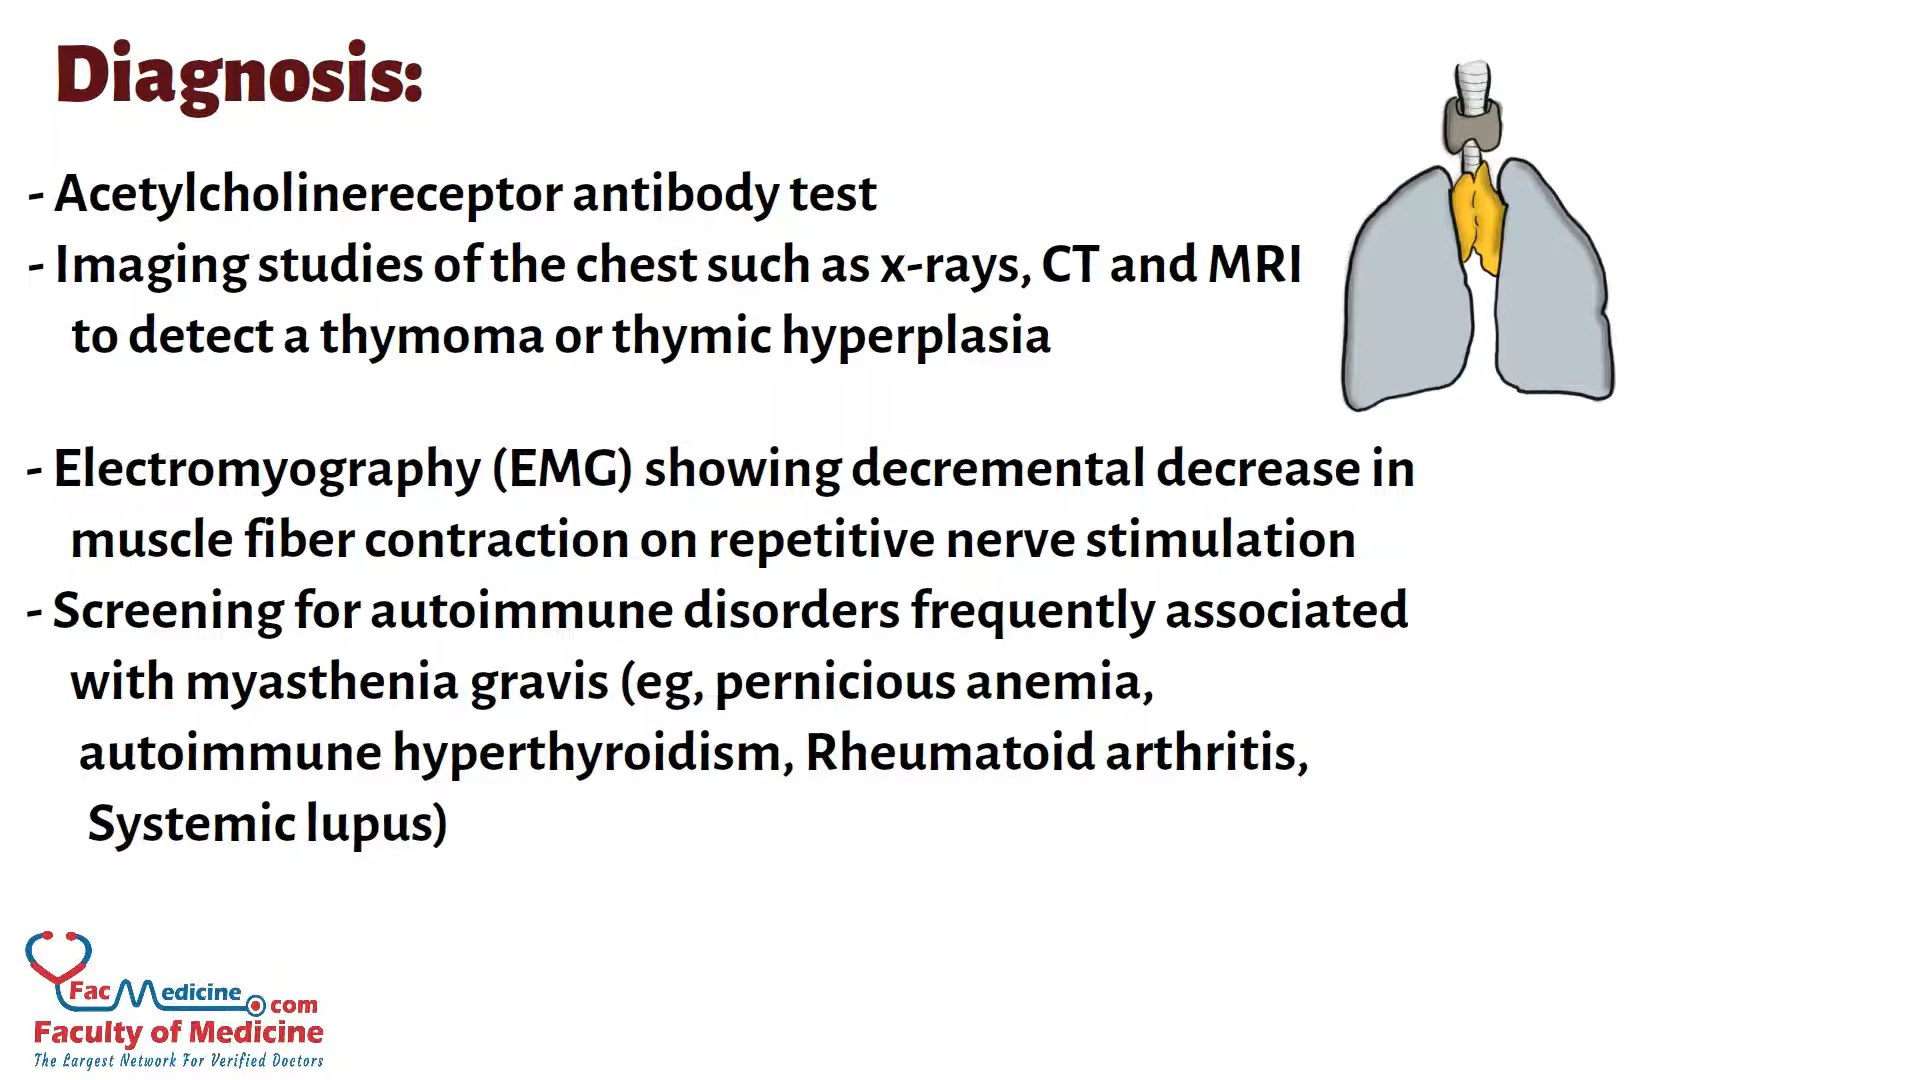 Diagnosis:
- Acetylcholinereceptor antibody test
- Imaging studies of the chest such as x-rays, CT and MRI
to detect a thymoma or thymic hyperplasia
- Electromyography (EMG) showing decremental decrease in
muscle fiber contraction on repetitive nerve stimulation
- Screening for autoimmune disorders frequently associated
with myasthenia gravis (eg, pernicious anemia,
autoimmune hyperthyroidism, Rheumatoid arthritis,
Systemic lupus)
FacMedicine.com
Faculty of Medicine
The Largest Network For Verified Doctors